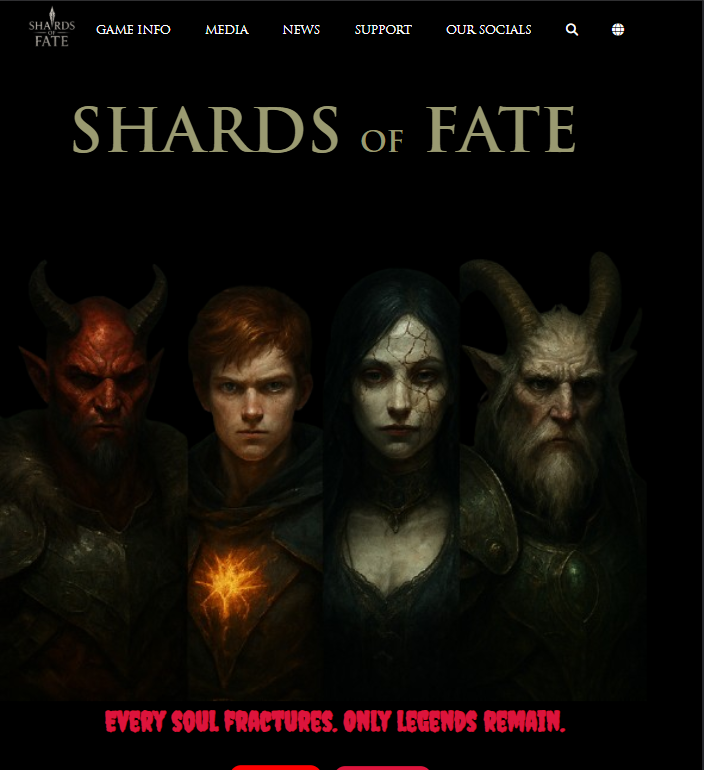 SHARDS
OF
FATE
GAME INFO MEDIA NEWS SUPPORT OUR SOCIALS
SHARDS OF FATE
EVERY SOUL FRACTURES. ONLY LEGENDS REMAIN.